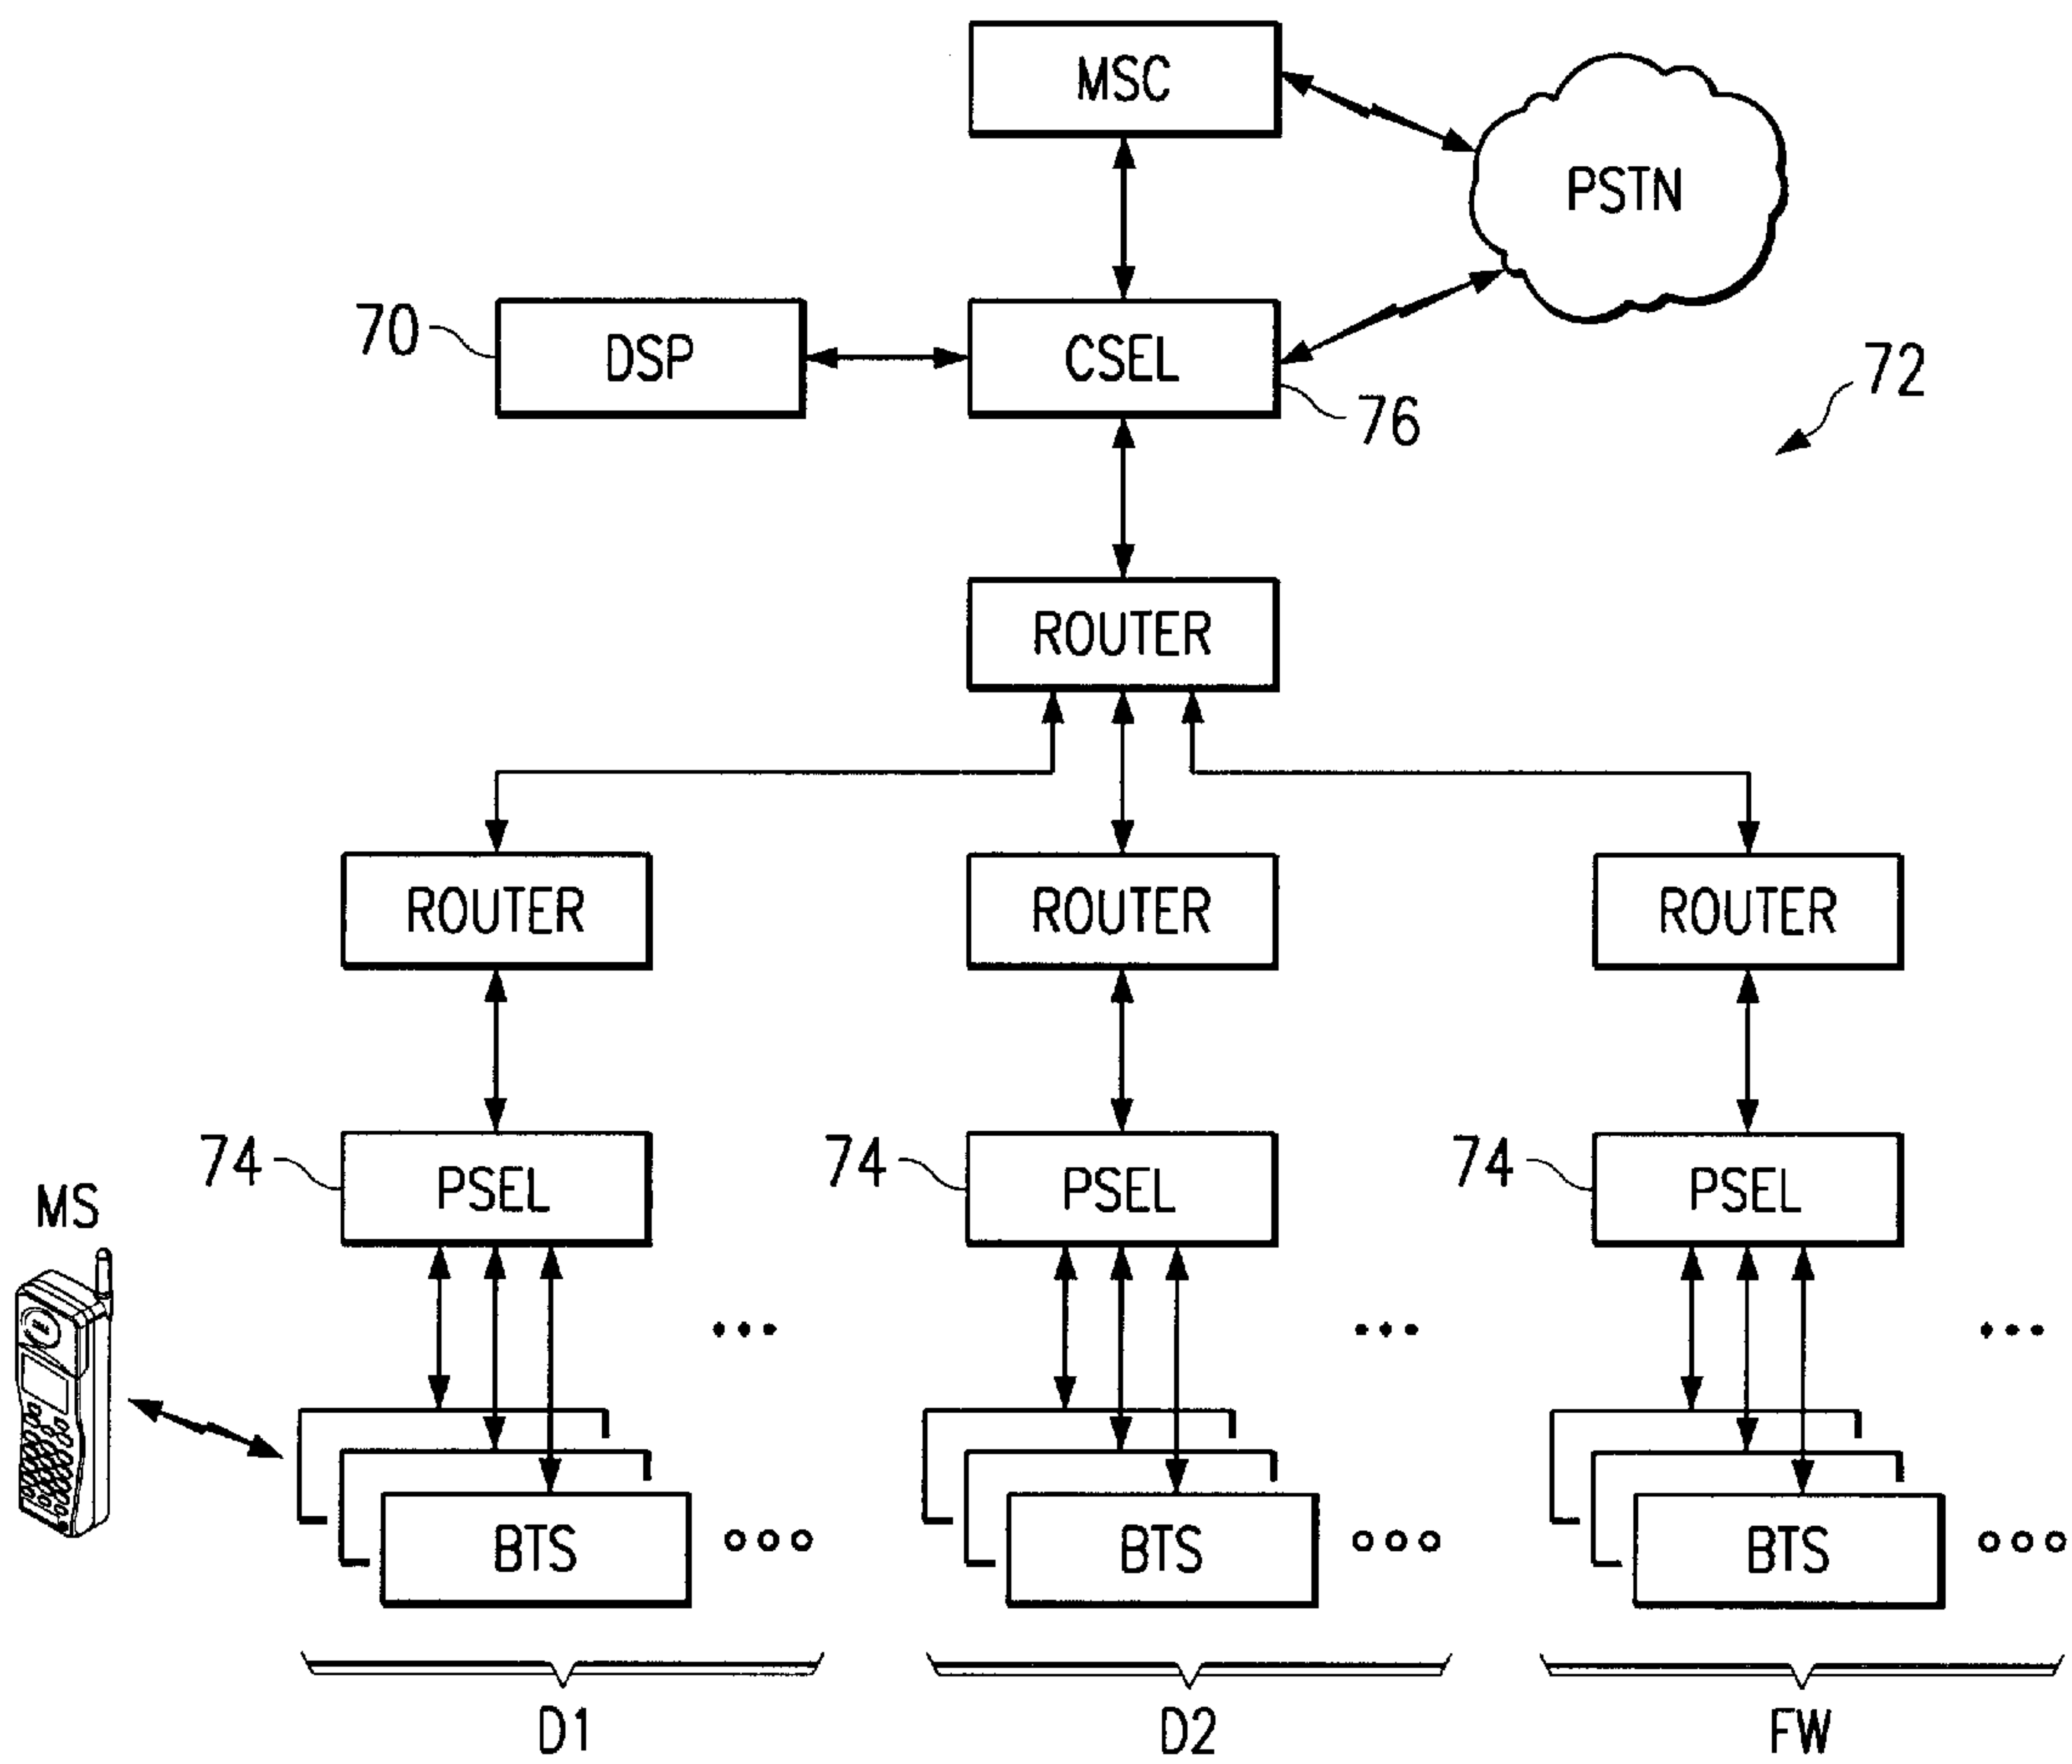 MSC
PSTN
70
DSP
CSEL
76
72
ROUTER
ROUTER
ROUTER
ROUTER
74
PSEL
74
PSEL
74
PSEL
MS
BTS
BTS
BTS
D1
D2
FW